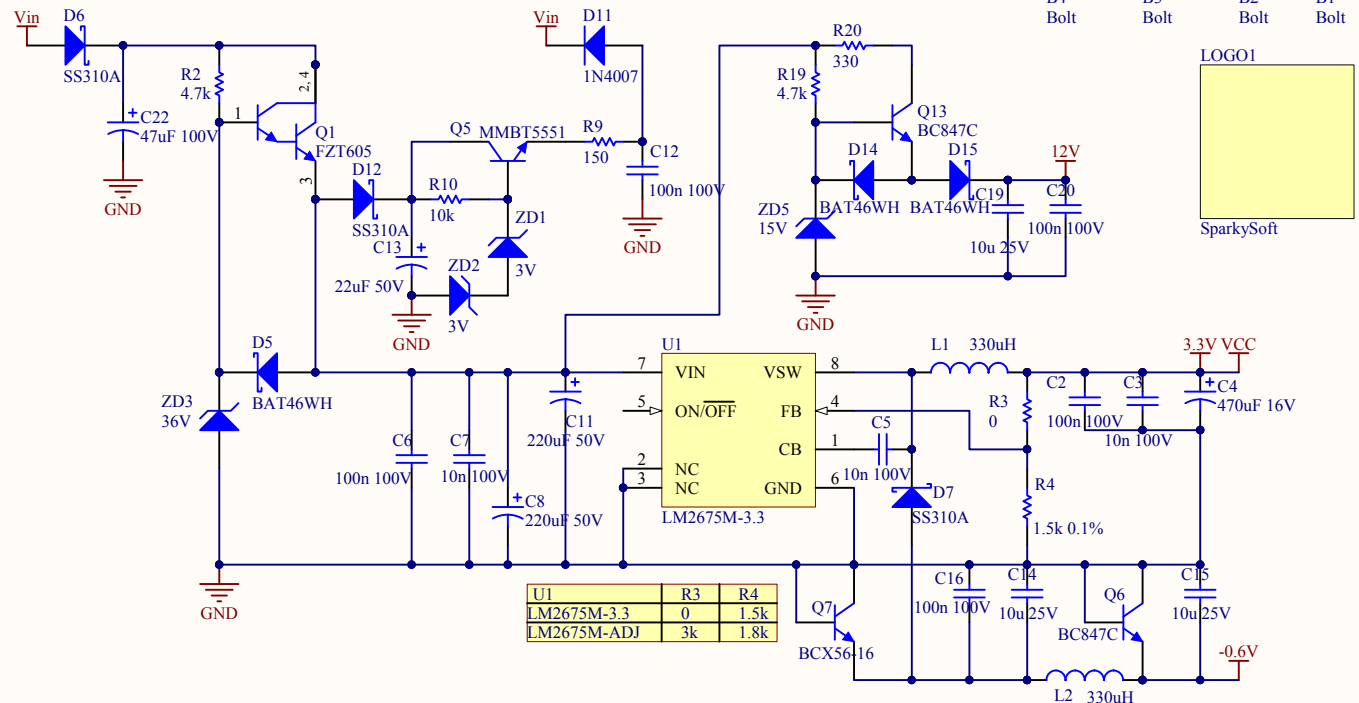 Vin
D6
SS310A
R2
4.7k
2, 4
1
C22
47uF 100V
GND
Q1
FZT605
3
D12
SS310A
Vin
D11
1N4007
Q5
MMBT5551
R9
150
C12
100n 100V
GND
R10
10k
ZD1
3V
C13
22uF 50V
ZD2
3V
GND
R20
330
R19
4.7k
Q13
BC847C
D14
BAT46WH
D15
BAT46WH
12V
ZD5
15V
C19
10u 25V
C20
100n 100V
GND
Bolt
Bolt
Bolt
Bolt
LOGO1
SparkySoft
D5
BAT46WH
ZD3
36V
GND
C6
100n 100V
C7
10n 100V
C8
220uF 50V
C11
220uF 50V
U1
7 VIN VSW 8
5 ON/OFF FB 4
CB 1
2 NC
3 NC GND 6
LM2675M-3.3
L1 330uH
3.3V VCC
R3
0
C2
100n 100V
C3
10n 100V
C4
470uF 16V
C5
10n 100V
D7
SS310A
R4
1.5k 0.1%
U1 R3 R4
LM2675M-3.3 0 1.5k
LM2675M-ADJ 3k 1.8k
Q7
BCX56-16
C16
100n 100V
C14
10u 25V
Q6
BC847C
C15
10u 25V
-0.6V
L2 330uH